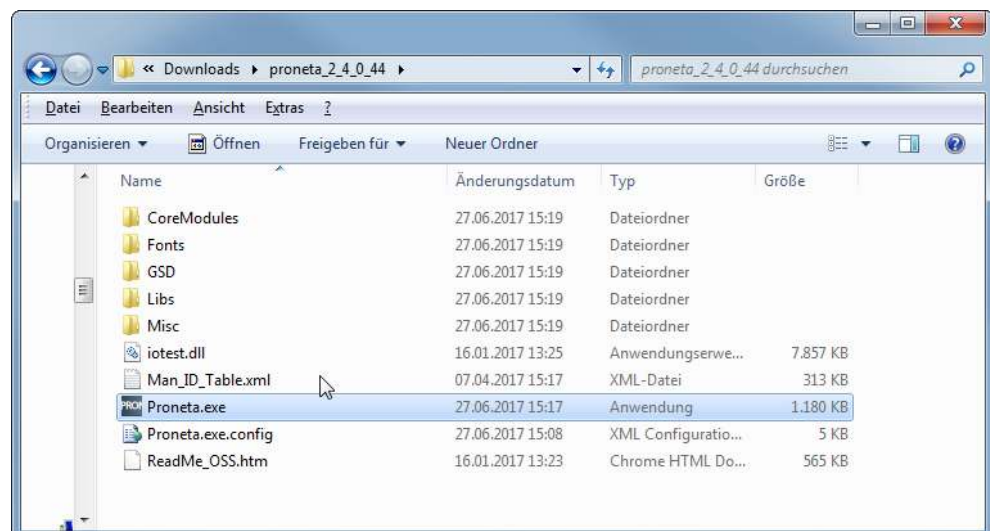 « Downloads ▸ proneta_2_4_0_44 ▸ proneta_2_4_0_44 durchsuchen
Datei Bearbeiten Ansicht Extras ?
Organisieren ▼ Öffnen Freigeben für ▼ Neuer Ordner
Name Änderungsdatum Typ Größe
CoreModules 27.06.2017 15:19 Dateiordner
Fonts 27.06.2017 15:19 Dateiordner
GSD 27.06.2017 15:19 Dateiordner
Libs 27.06.2017 15:19 Dateiordner
Misc 27.06.2017 15:19 Dateiordner
iotest.dll 16.01.2017 13:25 Anwendungserwe... 7.857 KB
Man_ID_Table.xml 07.04.2017 15:17 XML-Datei 313 KB
Proneta.exe 27.06.2017 15:17 Anwendung 1.180 KB
Proneta.exe.config 27.06.2017 15:08 XML Configuratio... 5 KB
ReadMe_OSS.htm 16.01.2017 13:23 Chrome HTML Do... 565 KB